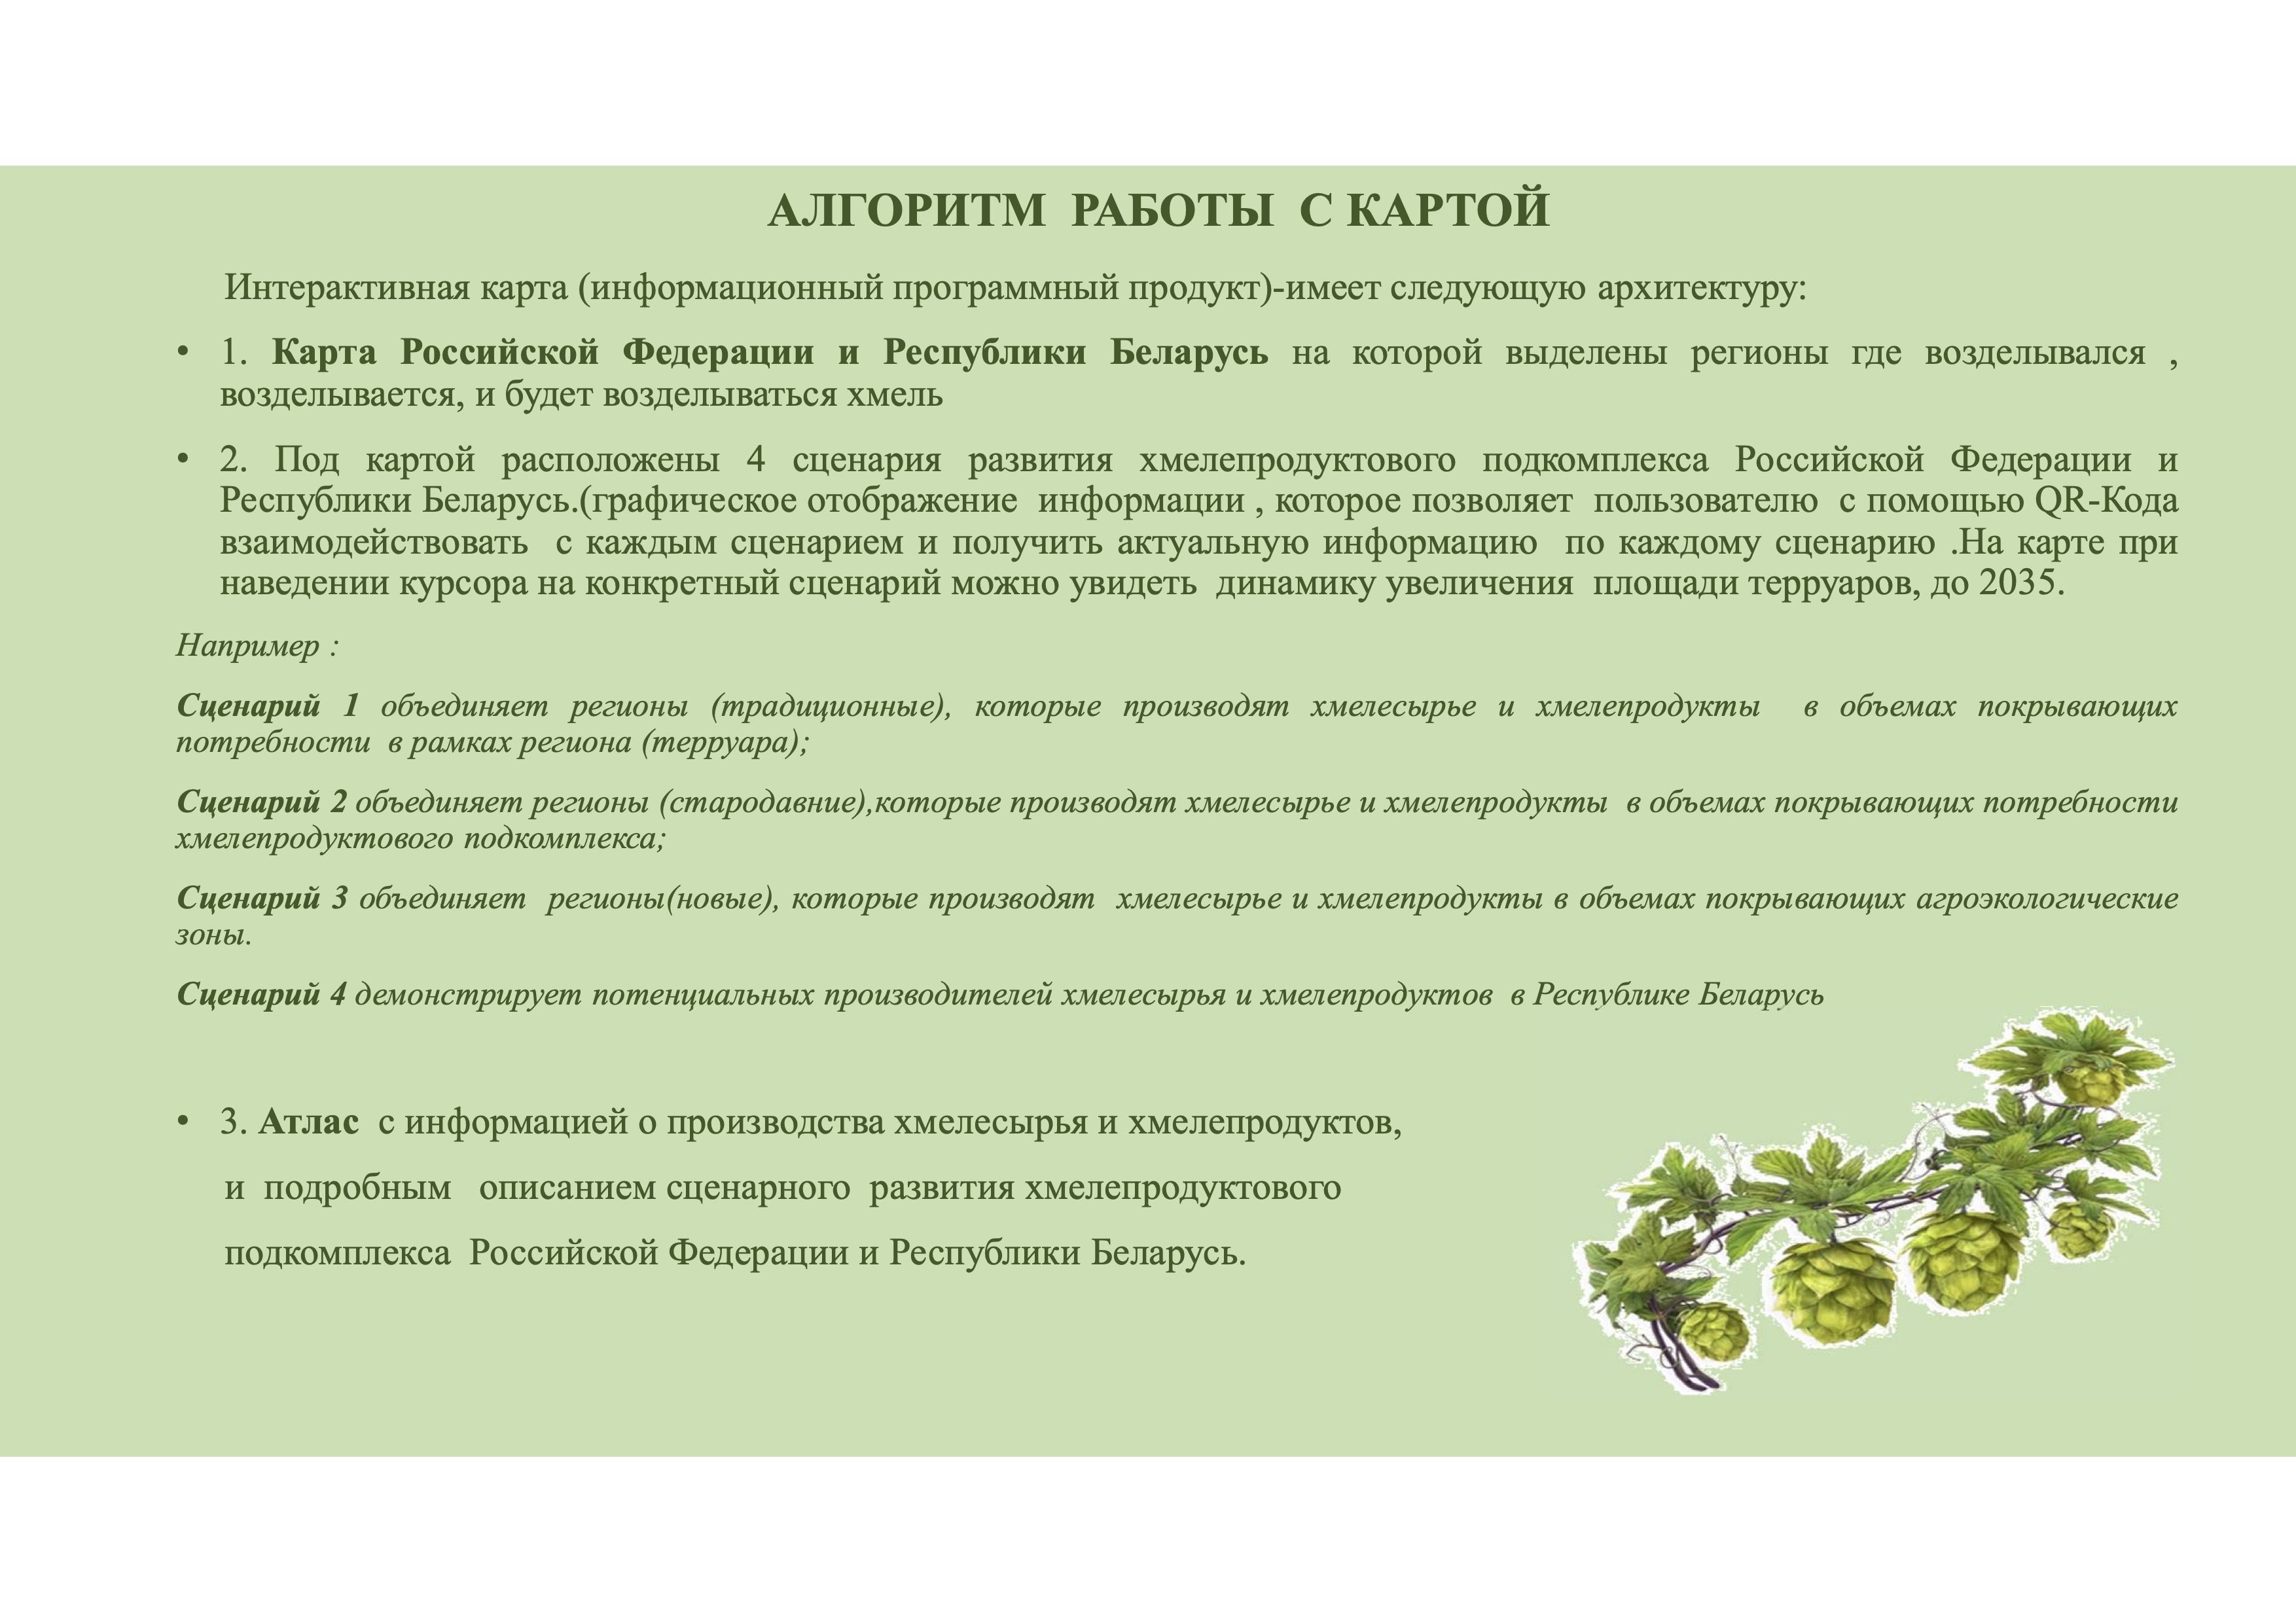 АЛГОРИТМ РАБОТЫ С КАРТОЙ
Интерактивная карта (информационный программный продукт)-имеет следующую архитектуру:
• 1. Карта Российской Федерации и Республики Беларусь на которой выделены регионы где возделывался ,
возделывается, и будет возделываться хмель
• 2. Под картой расположены 4 сценария развития хмелепродуктового подкомплекса Российской Федерации и
Республики Беларусь.(графическое отображение информации , которое позволяет пользователю с помощью QR-Кода
взаимодействовать с каждым сценарием и получить актуальную информацию по каждому сценарию .На карте при
наведении курсора на конкретный сценарий можно увидеть динамику увеличения площади терруаров, до 2035.
Например :
Сценарий 1 объединяет регионы (традиционные), которые производят хмелесырье и хмелепродукты в объемах покрывающих
потребности в рамках региона (терруара);
Сценарий 2 объединяет регионы (стародавние),которые производят хмелесырье и хмелепродукты в объемах покрывающих потребности
хмелепродуктового подкомплекса;
Сценарий 3 объединяет регионы(новые), которые производят хмелесырье и хмелепродукты в объемах покрывающих агроэкологические
зоны.
Сценарий 4 демонстрирует потенциальных производителей хмелесырья и хмелепродуктов в Республике Беларусь
• 3. Атлас с информацией о производства хмелесырья и хмелепродуктов,
и подробным описанием сценарного развития хмелепродуктового
подкомплекса Российской Федерации и Республики Беларусь.